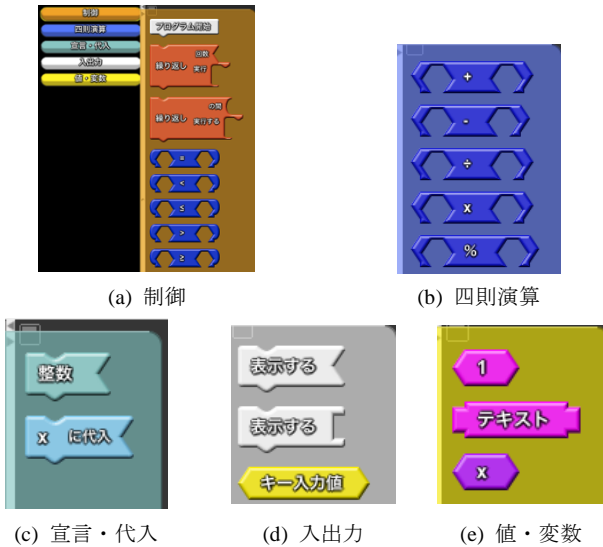 制御
四則演算
宣言・代入
入出力
値・変数
プログラム開始
繰り返し 回数 実行
繰り返し の間 実行する
=
<
≤
>
≥
(a) 制御
+
-
÷
x
%
(b) 四則演算
整数
x に代入
(c) 宣言・代入
表示する
表示する
キー入力値
(d) 入出力
1
テキスト
x
(e) 値・変数